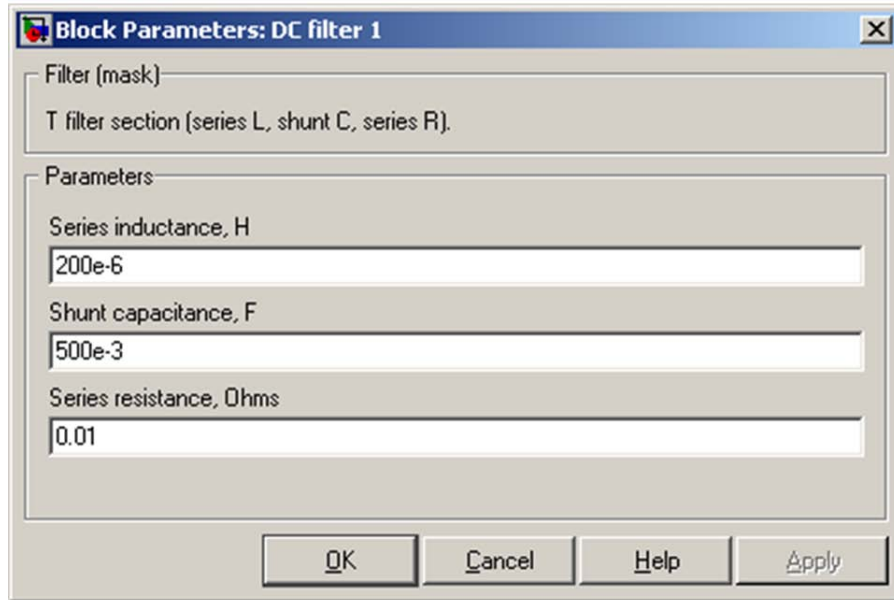 Block Parameters: DC filter 1
Filter (mask)
T filter section (series L, shunt C, series R).
Parameters
Series inductance, H
200e-6
Shunt capacitance, F
500e-3
Series resistance, Ohms
0.01
OK Cancel Help Apply